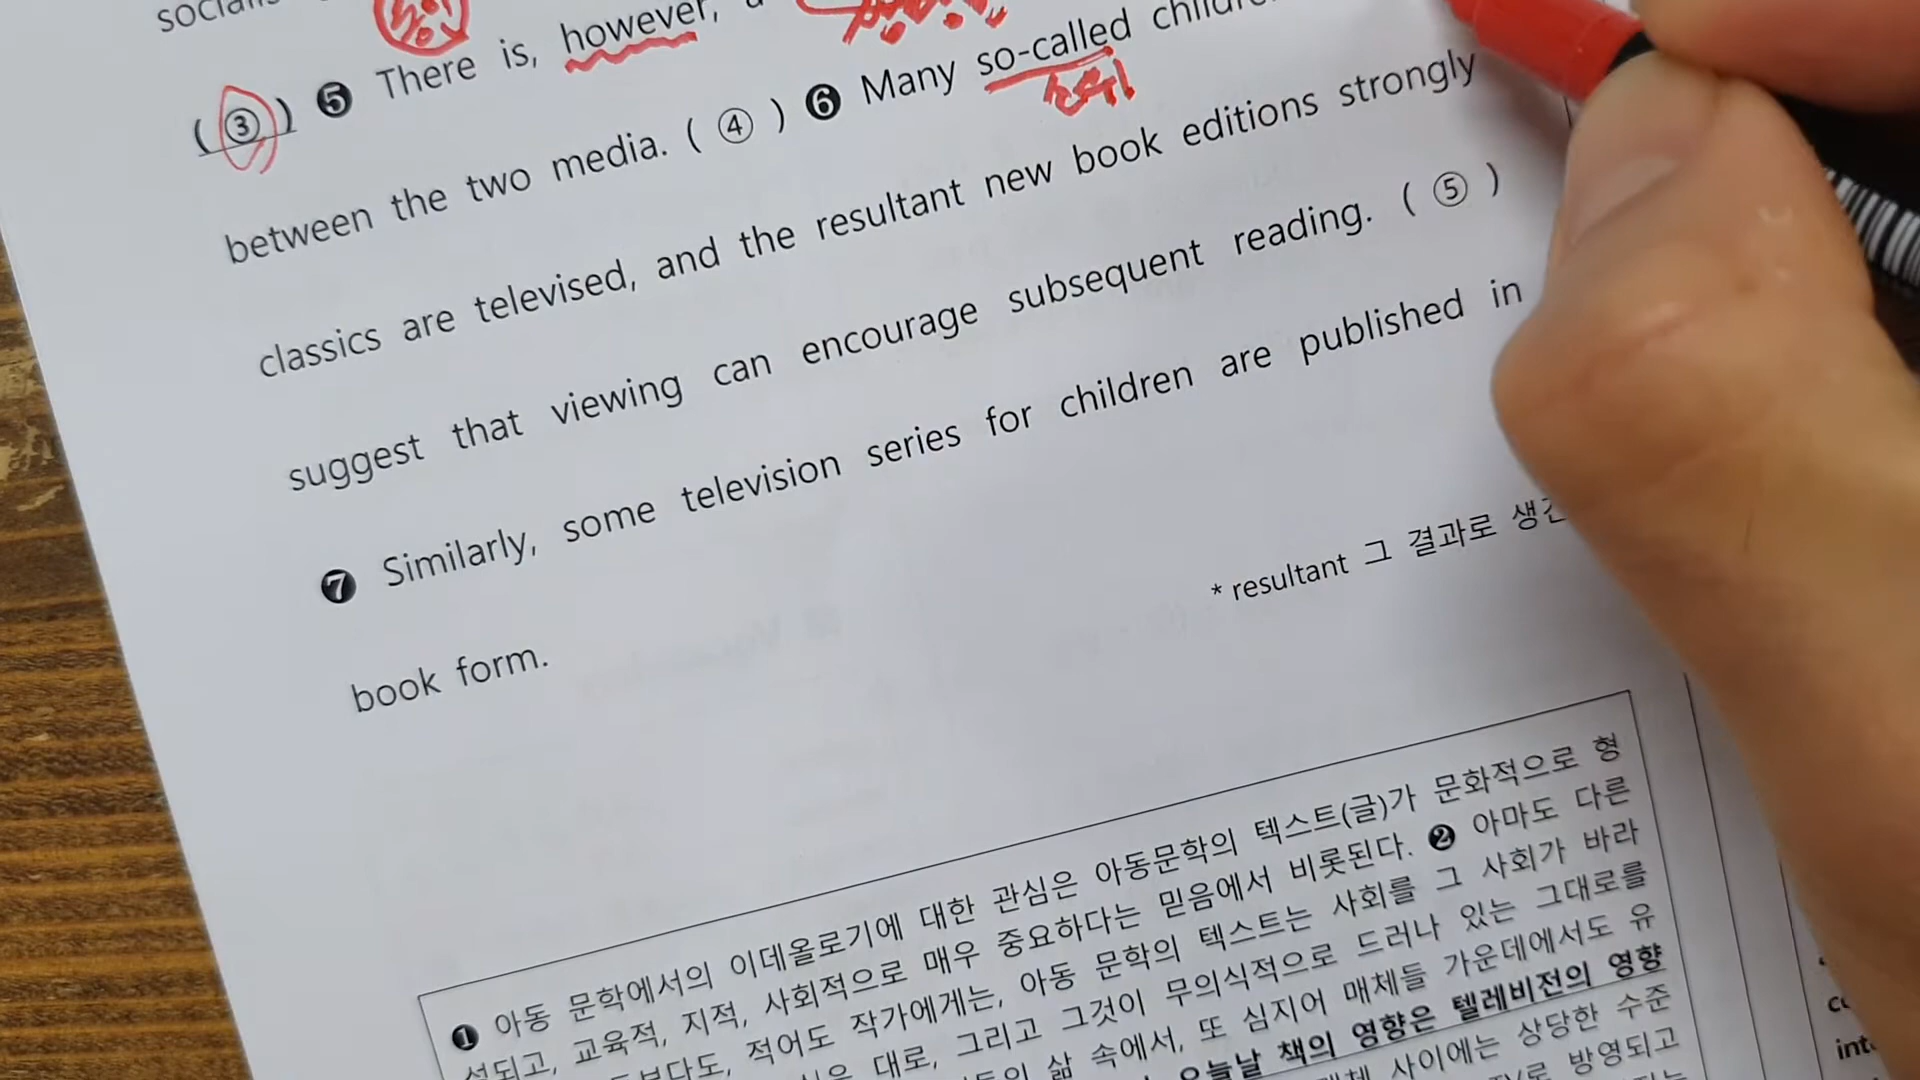 There is, however,
( ③ ) ❺
between the two media. ( ④ ) ❻ Many so-called
classics are televised, and the resultant new book editions strongly
suggest that viewing can encourage subsequent reading. ( ⑤ )
❼ Similarly, some television series for children are published in
book form.
* resultant 그 결과로
❶ 아동 문학에서의 이데올로기에 대한 관심은 아동문학의 텍스트(글)가 문화적으로 형
성되고, 교육적, 지적, 사회적으로 매우 중요하다는 믿음에서 비롯된다. ❷ 아마도 다른
적어도 작가에게는, 아동 문학의 텍스트는 사회를 그 사회가 바라
대로, 그리고 그것이 무의식적으로 드러나 있는 그대로를
삶 속에서, 또 심지어 매체들 가운데에서도 유
오늘날 책의 영향은 텔레비전의 영향
사이에는 상당한 수준
방영되고